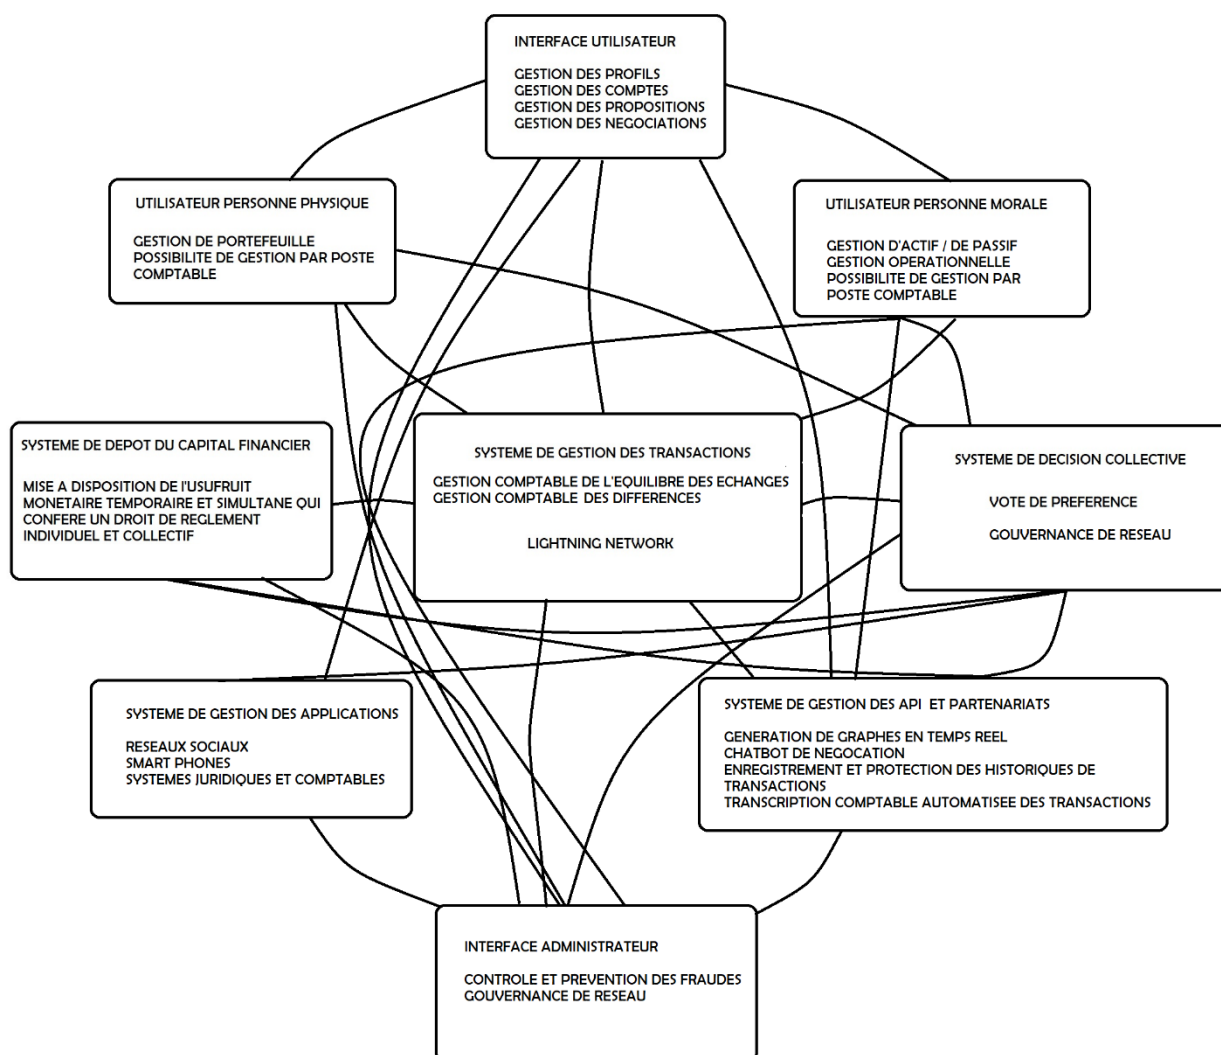 INTERFACE UTILISATEUR
GESTION DES PROFILS
GESTION DES COMPTES
GESTION DES PROPOSITIONS
GESTION DES NEGOCIATIONS
UTILISATEUR PERSONNE PHYSIQUE
GESTION DE PORTEFEUILLE
POSSIBILITE DE GESTION PAR POSTE
COMPTABLE
UTILISATEUR PERSONNE MORALE
GESTION D'ACTIF / DE PASSIF
GESTION OPERATIONNELLE
POSSIBILITE DE GESTION PAR
POSTE COMPTABLE
SYSTEME DE DEPOT DU CAPITAL FINANCIER
MISE A DISPOSITION DE l'USUFRUIT
MONETAIRE TEMPORAIRE ET SIMULTANE QUI
CONFERE UN DROIT DE REGLEMENT
INDIVIDUEL ET COLLECTIF
SYSTEME DE GESTION DES TRANSACTIONS
GESTION COMPTABLE DE L'EQUILIBRE DES ECHANGES
GESTION COMPTABLE DES DIFFERENCES
LIGHTNING NETWORK
SYSTEME DE DECISION COLLECTIVE
VOTE DE PREFERENCE
GOUVERNANCE DE RESEAU
SYSTEME DE GESTION DES APPLICATIONS
RESEAUX SOCIAUX
SMART PHONES
SYSTEMES JURIDIQUES ET COMPTABLES
SYSTEME DE GESTION DES API ET PARTENARIATS
GENERATION DE GRAPHES EN TEMPS REEL
CHATBOT DE NEGOCATION
ENREGISTREMENT ET PROTECTION DES HISTORIQUES DE
TRANSACTIONS
TRANSCRIPTION COMPTABLE AUTOMATISEE DES TRANSACTIONS
INTERFACE ADMINISTRATEUR
CONTROLE ET PREVENTION DES FRAUDES
GOUVERNANCE DE RESEAU